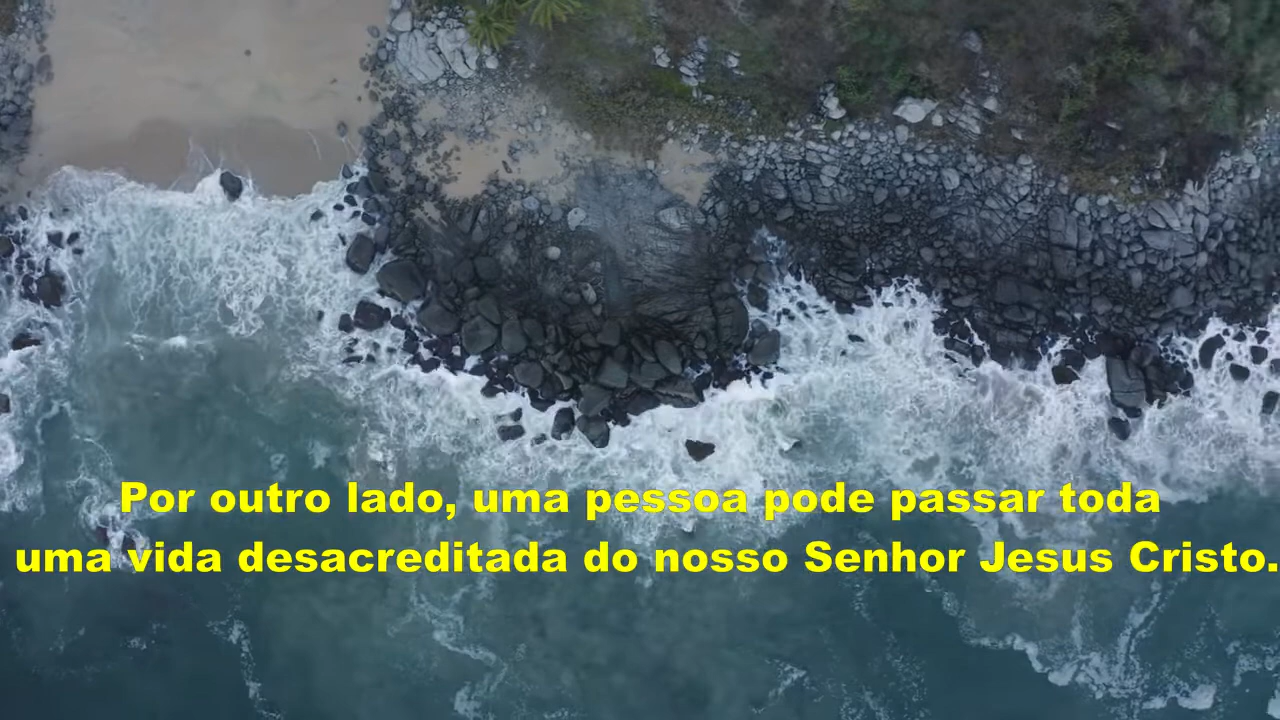 Por outro lado, uma pessoa pode passar toda
uma vida desacreditada do nosso Senhor Jesus Cristo.